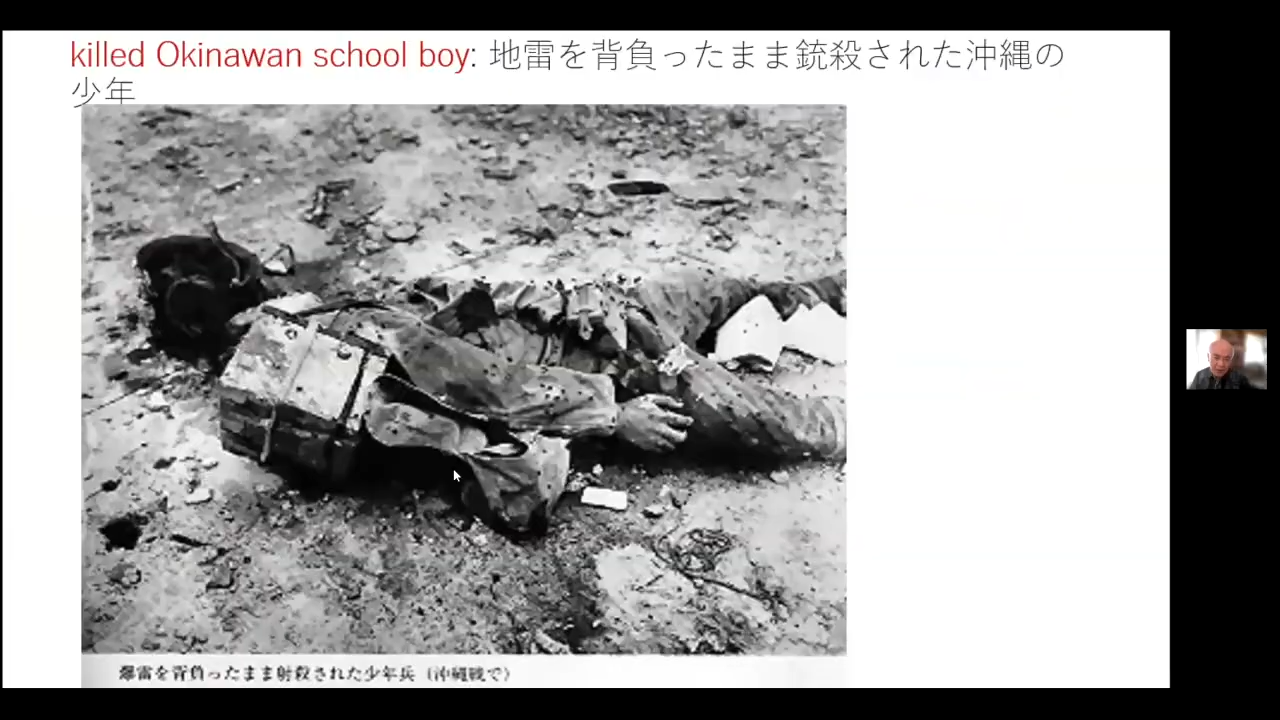 killed Okinawan school boy: 地雷を背負ったまま銃殺された沖縄の
少年
爆雷を背負ったまま射殺された少年兵（沖縄戦で）